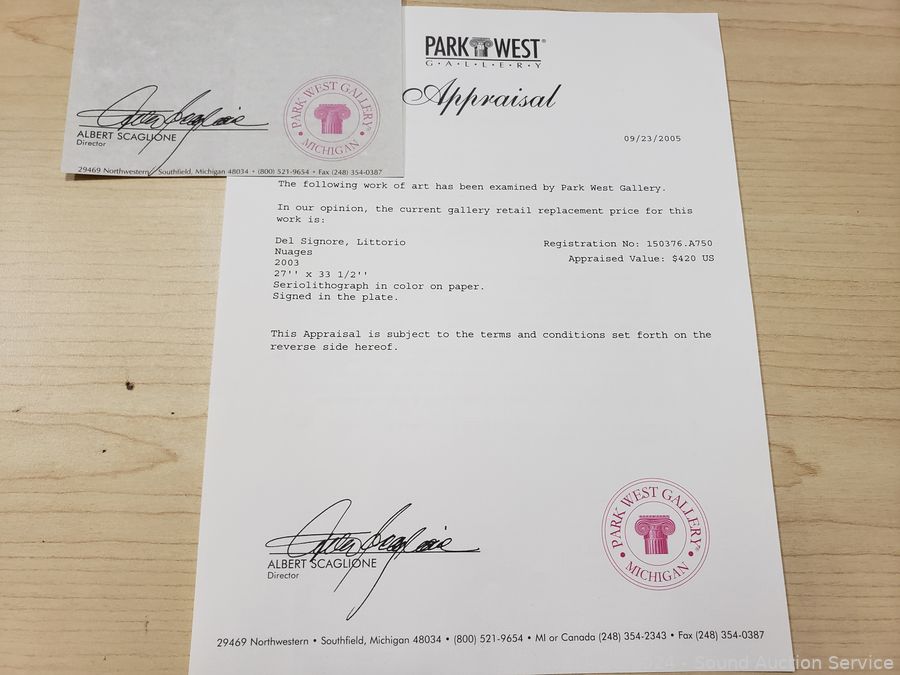 PARK WEST®
G·A·L·L·E·R·Y
Appraisal
PARK WEST GALLERY®
• MICHIGAN •
ALBERT SCAGLIONE
Director
29469 Northwestern, Southfield, Michigan 48034 • (800) 521-9654 • Fax (248) 354-0387
09/23/2005
The following work of art has been examined by Park West Gallery.
In our opinion, the current gallery retail replacement price for this
work is:
Del Signore, Littorio
Nuages
2003
27'' x 33 1/2''
Seriolithograph in color on paper.
Signed in the plate.
Registration No: 150376.A750
Appraised Value: $420 US
This Appraisal is subject to the terms and conditions set forth on the
reverse side hereof.
ALBERT SCAGLIONE
Director
PARK WEST GALLERY®
• MICHIGAN •
29469 Northwestern • Southfield, Michigan 48034 • (800) 521-9654 • MI or Canada (248) 354-2343 • Fax (248) 354-0387
Sound Auction Service